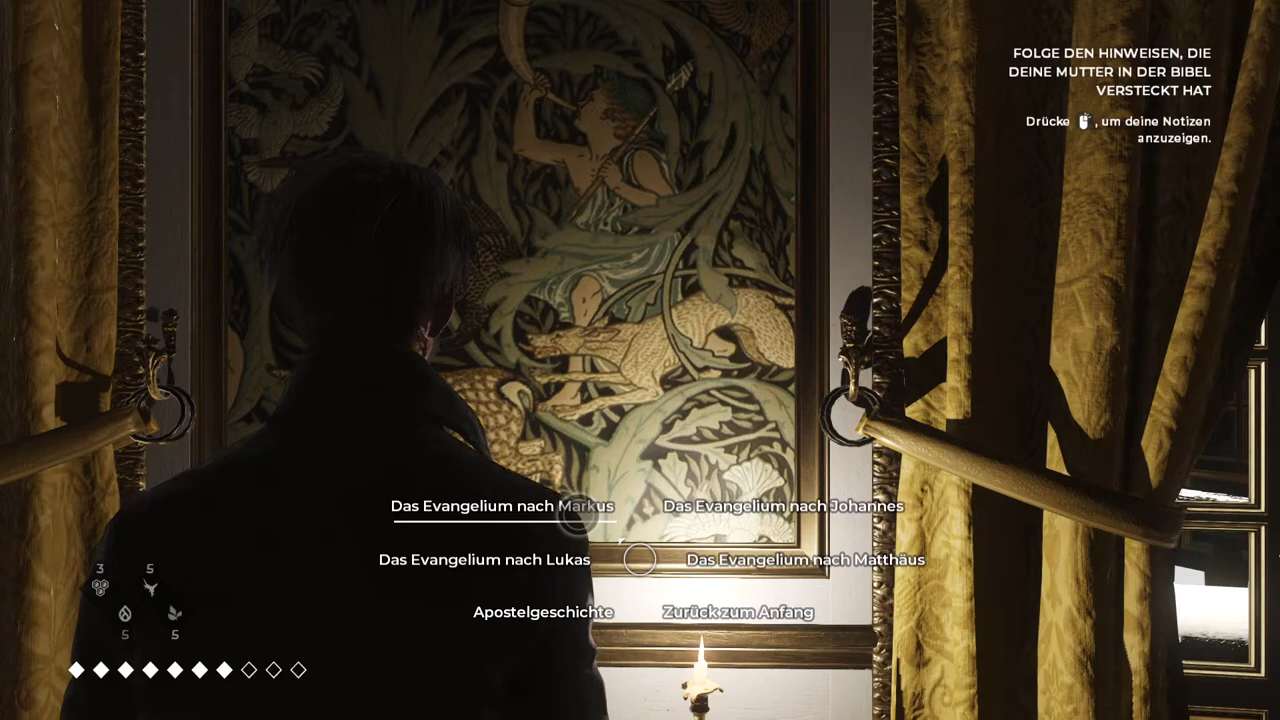 FOLGE DEN HINWEISEN, DIE
DEINE MUTTER IN DER BIBEL
VERSTECKT HAT
Drücke , um deine Notizen
anzuzeigen.
Das Evangelium nach Markus
Das Evangelium nach Johannes
Das Evangelium nach Lukas
Das Evangelium nach Matthäus
Apostelgeschichte
Zurück zum Anfang
3
5
5
5